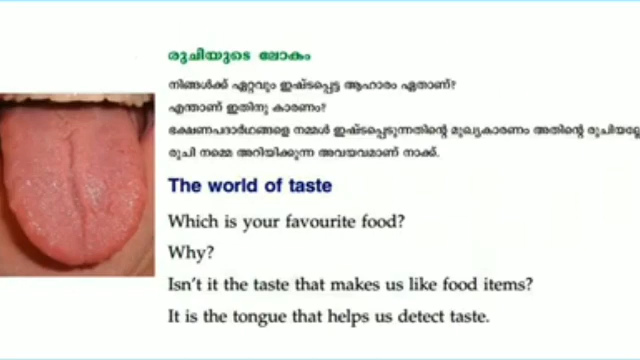 രുചിയുടെ ലോകം
നിങ്ങൾക്ക് ഏറ്റവും ഇഷ്ടപ്പെട്ട ആഹാരം ഏതാണ്?
എന്താണ് ഇതിനു കാരണം?
ഭക്ഷണപദാർഥങ്ങളെ നമ്മൾ ഇഷ്ടപ്പെടുന്നതിന്റെ മുഖ്യകാരണം അതിന്റെ രുചിയല്ലേ
രുചി നമ്മെ അറിയിക്കുന്ന അവയവമാണ് നാക്ക്.
The world of taste
Which is your favourite food?
Why?
Isn't it the taste that makes us like food items?
It is the tongue that helps us detect taste.